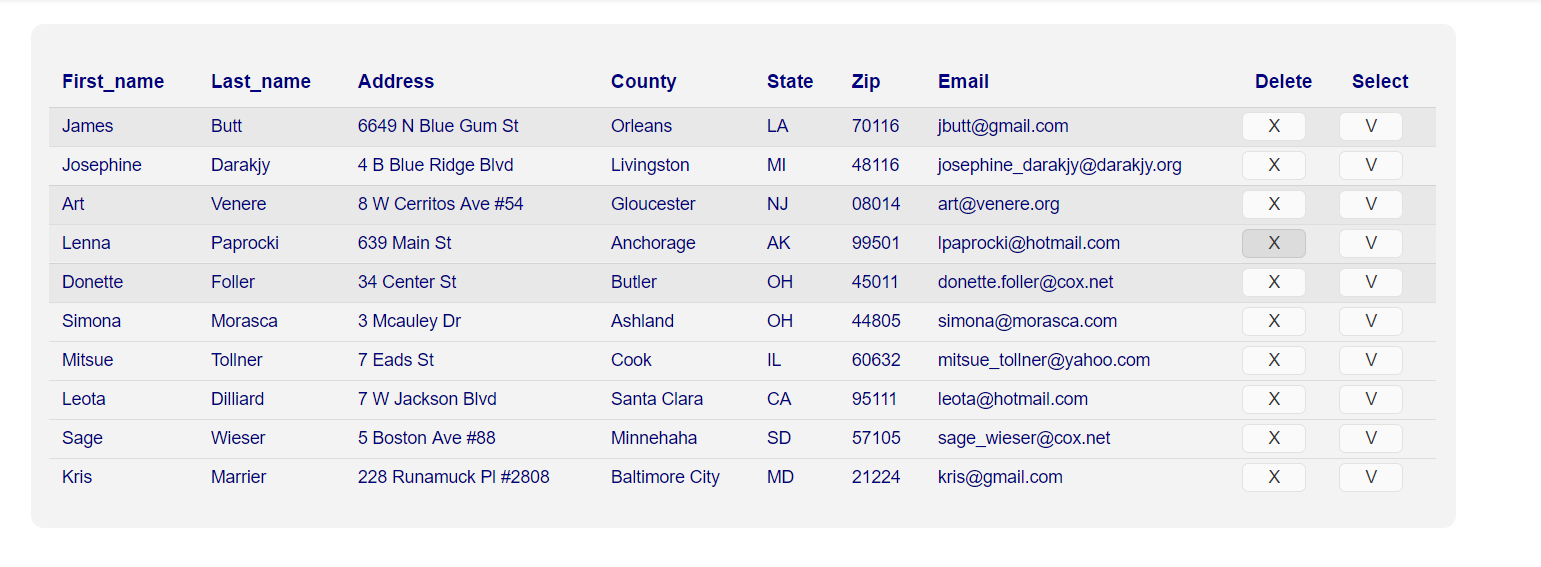 First_name Last_name Address County State Zip Email Delete Select
James Butt 6649 N Blue Gum St Orleans LA 70116 jbutt@gmail.com X V
Josephine Darakjy 4 B Blue Ridge Blvd Livingston MI 48116 josephine_darakjy@darakjy.org X V
Art Venere 8 W Cerritos Ave #54 Gloucester NJ 08014 art@venere.org X V
Lenna Paprocki 639 Main St Anchorage AK 99501 lpaprocki@hotmail.com X V
Donette Foller 34 Center St Butler OH 45011 donette.foller@cox.net X V
Simona Morasca 3 Mcauley Dr Ashland OH 44805 simona@morasca.com X V
Mitsue Tollner 7 Eads St Cook IL 60632 mitsue_tollner@yahoo.com X V
Leota Dilliard 7 W Jackson Blvd Santa Clara CA 95111 leota@hotmail.com X V
Sage Wieser 5 Boston Ave #88 Minnehaha SD 57105 sage_wieser@cox.net X V
Kris Marrier 228 Runamuck Pl #2808 Baltimore City MD 21224 kris@gmail.com X V